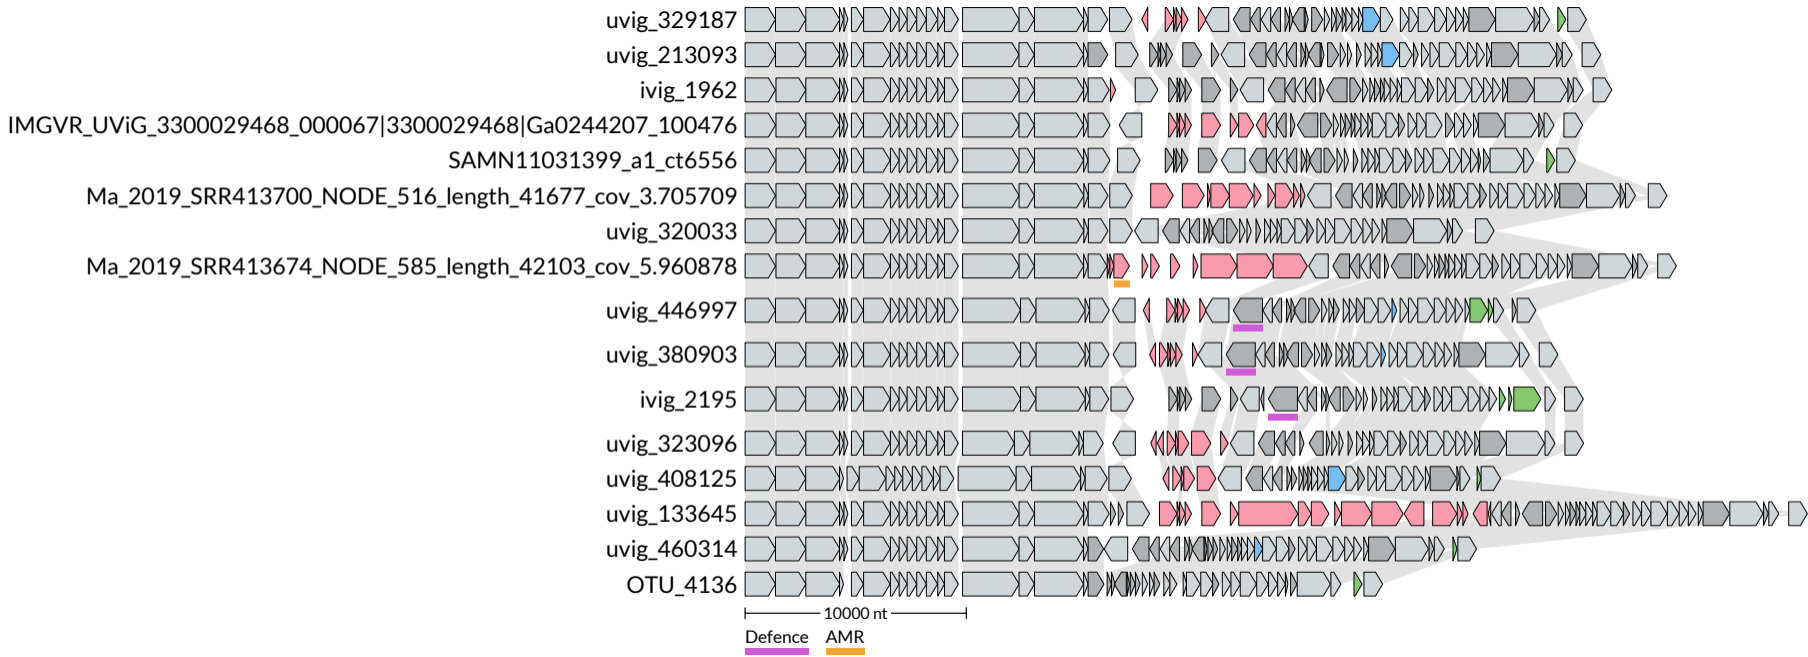 uvig_329187
uvig_213093
ivig_1962
IMGVR_UViG_3300029468_000067|3300029468|Ga0244207_100476
SAMN11031399_a1_ct6556
Ma_2019_SRR413700_NODE_516_length_41677_cov_3.705709
uvig_320033
Ma_2019_SRR413674_NODE_585_length_42103_cov_5.960878
uvig_446997
uvig_380903
ivig_2195
uvig_323096
uvig_408125
uvig_133645
uvig_460314
OTU_4136
10000 nt
Defence AMR